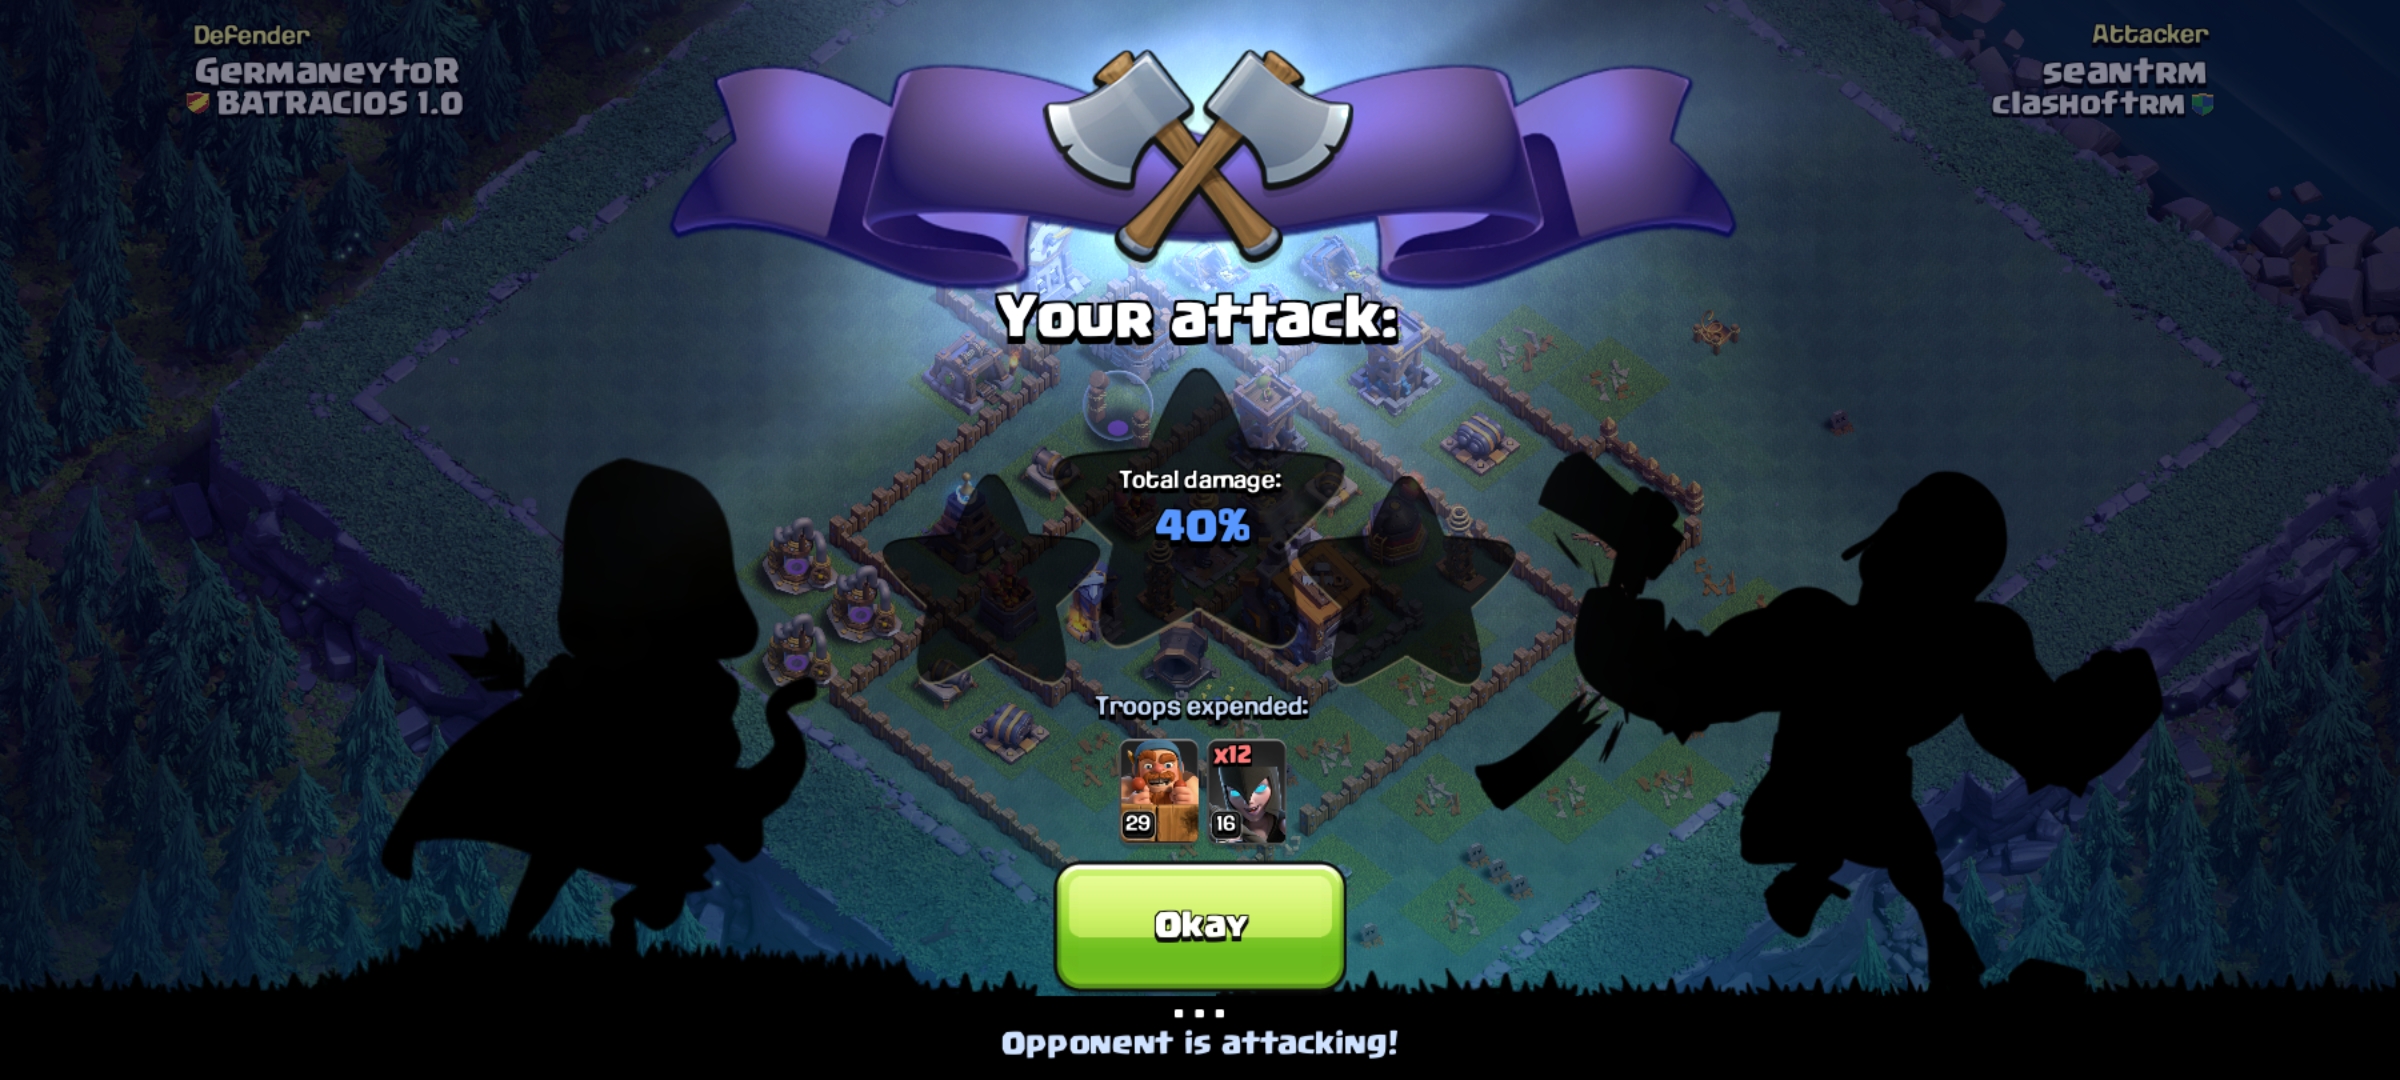 Defender
GERMANEYTOR
BATRACIOS 1.0
Attacker
seanTRM
clashofTRM
Your attack:
Total damage:
40%
Troops expended:
29
x12
16
Okay
...
Opponent is attacking!